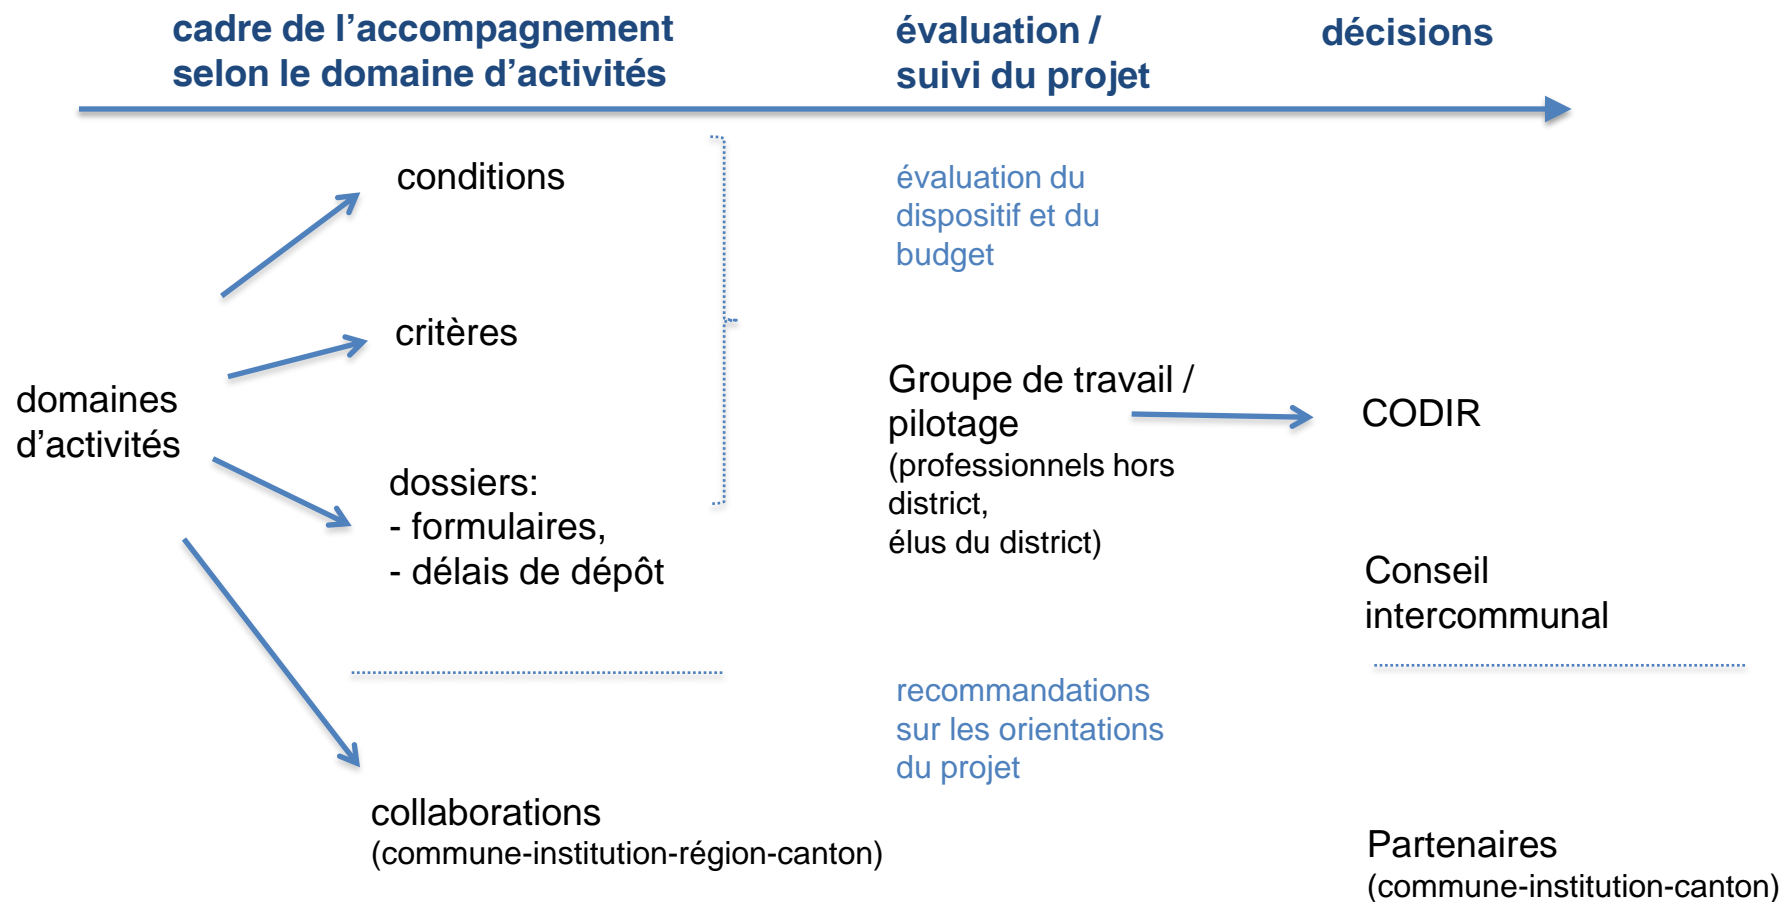 cadre de l’accompagnement
selon le domaine d’activités
évaluation /
suivi du projet
décisions
conditions
évaluation du
dispositif et du
budget
critères
domaines
d’activités
Groupe de travail /
pilotage
(professionnels hors
district,
élus du district)
CODIR
dossiers:
- formulaires,
- délais de dépôt
Conseil
intercommunal
recommandations
sur les orientations
du projet
collaborations
(commune-institution-région-canton)
Partenaires
(commune-institution-canton)